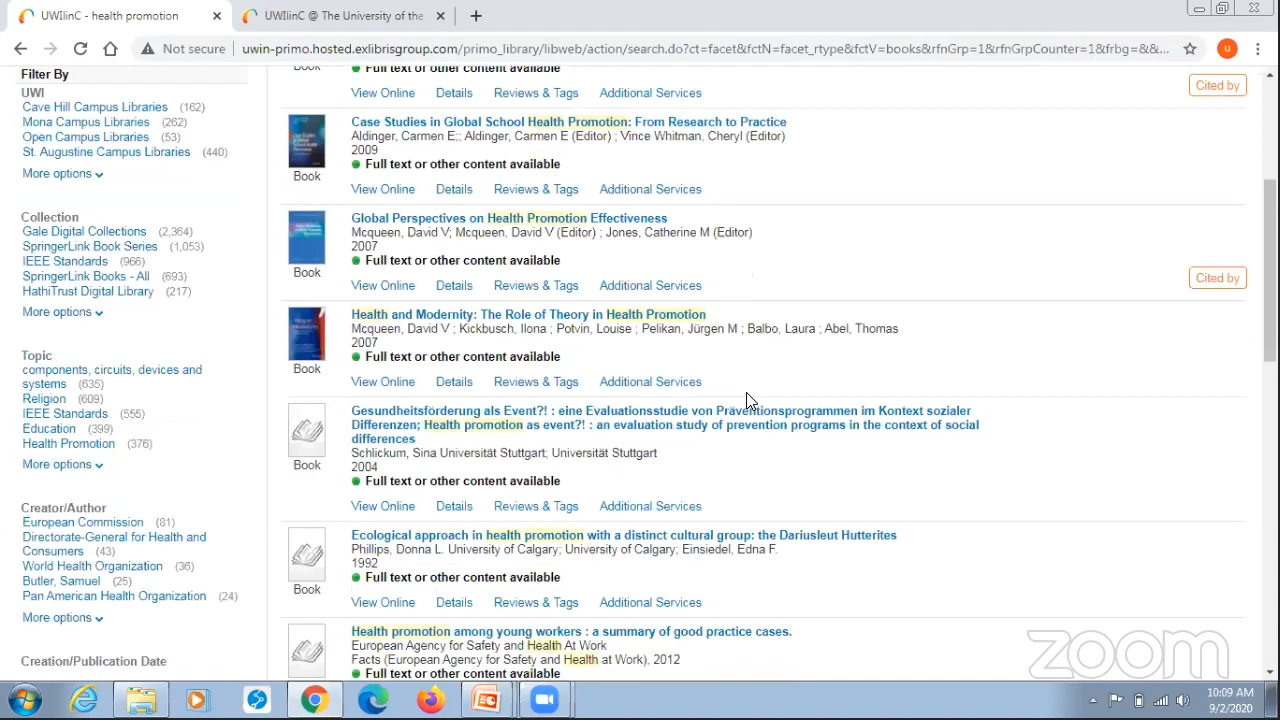 UWIlinC - health promotion
UWIlinC @ The University of the
Not secure
uwin-primo.hosted.exlibrisgroup.com/primo_library/libweb/action/search.do?ct=facet&fctN=facet_rtype&fctV=books&rfnGrp=1&rfnGrpCounter=1&frbg=&&...
u
Filter By
UWI
Cave Hill Campus Libraries (162)
Mona Campus Libraries (262)
Open Campus Libraries (53)
St. Augustine Campus Libraries (440)
More options
Collection
Gale Digital Collections (2,364)
SpringerLink Book Series (1,053)
IEEE Standards (966)
SpringerLink Books - All (693)
HathiTrust Digital Library (217)
More options
Topic
components, circuits, devices and
systems (635)
Religion (609)
IEEE Standards (555)
Education (399)
Health Promotion (376)
More options
Creator/Author
European Commission (81)
Directorate-General for Health and
Consumers (43)
World Health Organization (36)
Butler, Samuel (25)
Pan American Health Organization (24)
More options
Creation/Publication Date
Book
Full text or other content available
View Online Details Reviews & Tags Additional Services
Cited by
Case Studies in Global School Health Promotion: From Research to Practice
Aldinger, Carmen E;; Aldinger, Carmen E (Editor) ; Vince Whitman, Cheryl (Editor)
2009
Full text or other content available
Book
View Online Details Reviews & Tags Additional Services
Global Perspectives on Health Promotion Effectiveness
Mcqueen, David V; Mcqueen, David V (Editor) ; Jones, Catherine M (Editor)
2007
Full text or other content available
Book
View Online Details Reviews & Tags Additional Services
Cited by
Health and Modernity: The Role of Theory in Health Promotion
Mcqueen, David V ; Kickbusch, Ilona ; Potvin, Louise ; Pelikan, Jürgen M ; Balbo, Laura ; Abel, Thomas
2007
Full text or other content available
Book
View Online Details Reviews & Tags Additional Services
Gesundheitsförderung als Event?! : eine Evaluationsstudie von Präventionsprogrammen im Kontext sozialer
Differenzen; Health promotion as event?! : an evaluation study of prevention programs in the context of social
differences
Schlickum, Sina Universität Stuttgart; Universität Stuttgart
2004
Book
Full text or other content available
View Online Details Reviews & Tags Additional Services
Ecological approach in health promotion with a distinct cultural group: the Dariusleut Hutterites
Phillips, Donna L. University of Calgary; University of Calgary; Einsiedel, Edna F.
1992
Full text or other content available
Book
View Online Details Reviews & Tags Additional Services
Health promotion among young workers : a summary of good practice cases.
European Agency for Safety and Health At Work
Facts (European Agency for Safety and Health at Work), 2012
Full text or other content available
zoom
10:09 AM
9/2/2020